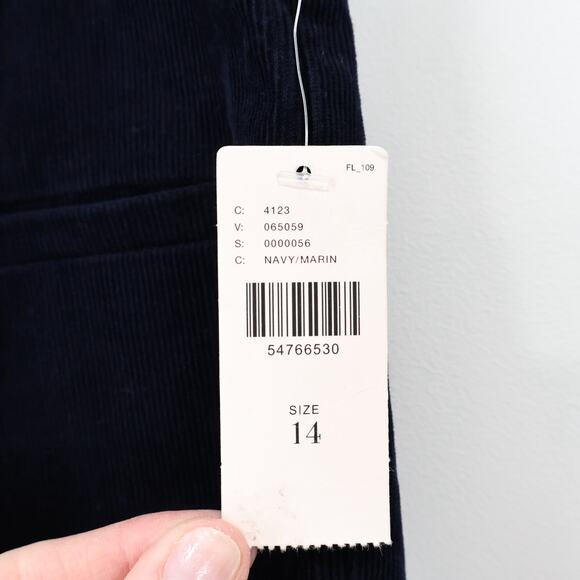 FL_109
C: 4123
V: 065059
S: 0000056
C: NAVY/MARIN
54766530
SIZE
14